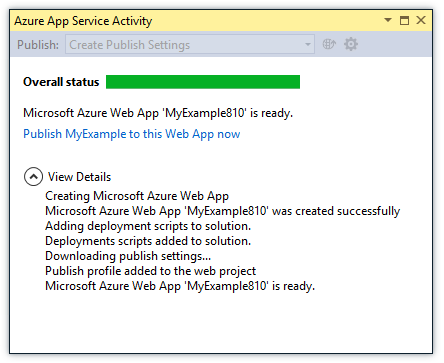 Azure App Service Activity
Publish: Create Publish Settings
Overall status
Microsoft Azure Web App 'MyExample810' is ready.
Publish MyExample to this Web App now
View Details
Creating Microsoft Azure Web App
Microsoft Azure Web App 'MyExample810' was created successfully
Adding deployment scripts to solution.
Deployments scripts added to solution.
Downloading publish settings...
Publish profile added to the web project
Microsoft Azure Web App 'MyExample810' is ready.